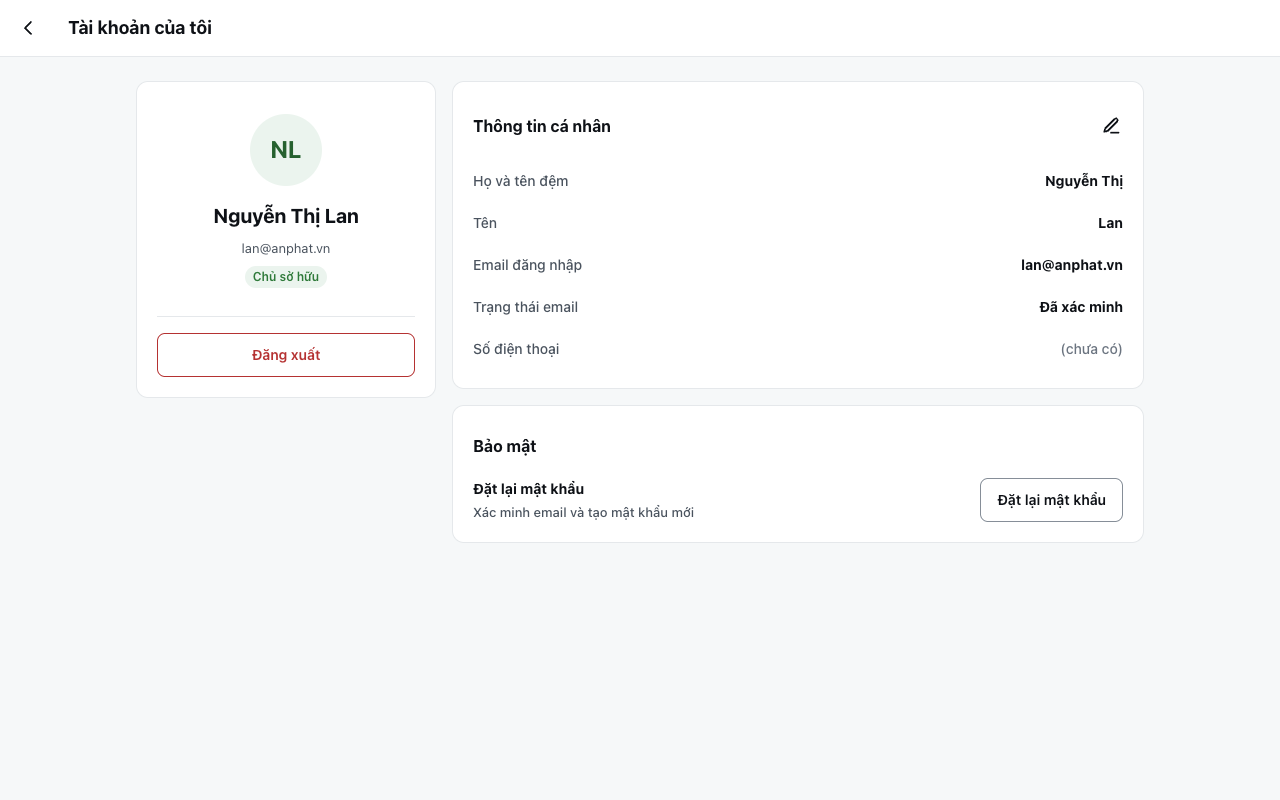 Tài khoản của tôi
NL
Nguyễn Thị Lan
lan@anphat.vn
Chủ sở hữu
Đăng xuất
Thông tin cá nhân
Họ và tên đệm Nguyễn Thị
Tên Lan
Email đăng nhập lan@anphat.vn
Trạng thái email Đã xác minh
Số điện thoại (chưa có)
Bảo mật
Đặt lại mật khẩu
Xác minh email và tạo mật khẩu mới
Đặt lại mật khẩu